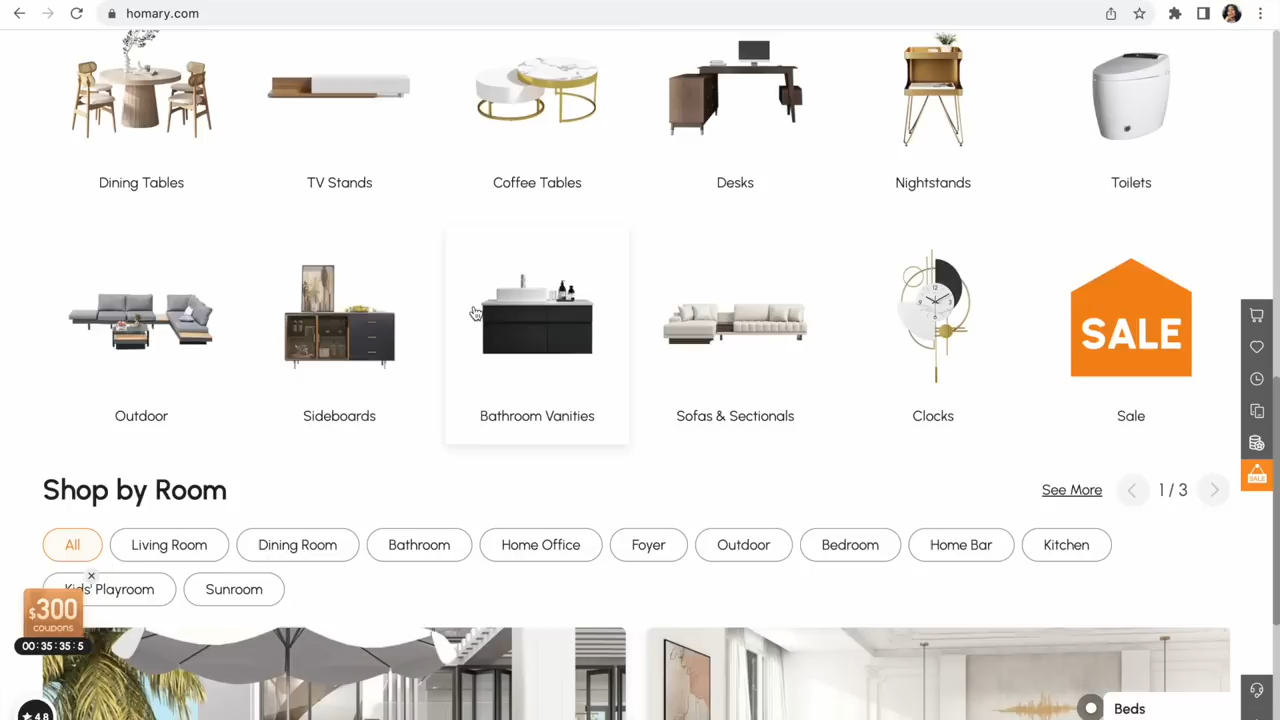 homary.com
Dining Tables
TV Stands
Coffee Tables
Desks
Nightstands
Toilets
SALE
Outdoor
Sideboards
Bathroom Vanities
Sofas & Sectionals
Clocks
Sale
Shop by Room
See More
1 / 3
SALE
All
Living Room
Dining Room
Bathroom
Home Office
Foyer
Outdoor
Bedroom
Home Bar
Kitchen
Kids' Playroom
Sunroom
$300
coupons
00:35:35:5
★ 4.8
Beds